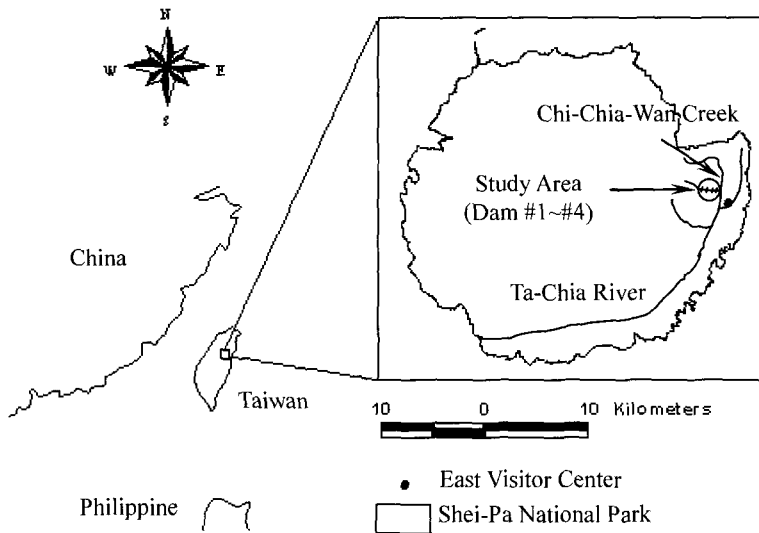 N
W E
S
China
Taiwan
Philippine
Chi-Chia-Wan Creek
Study Area
(Dam #1~#4)
Ta-Chia River
10 0 10 Kilometers
East Visitor Center
Shei-Pa National Park